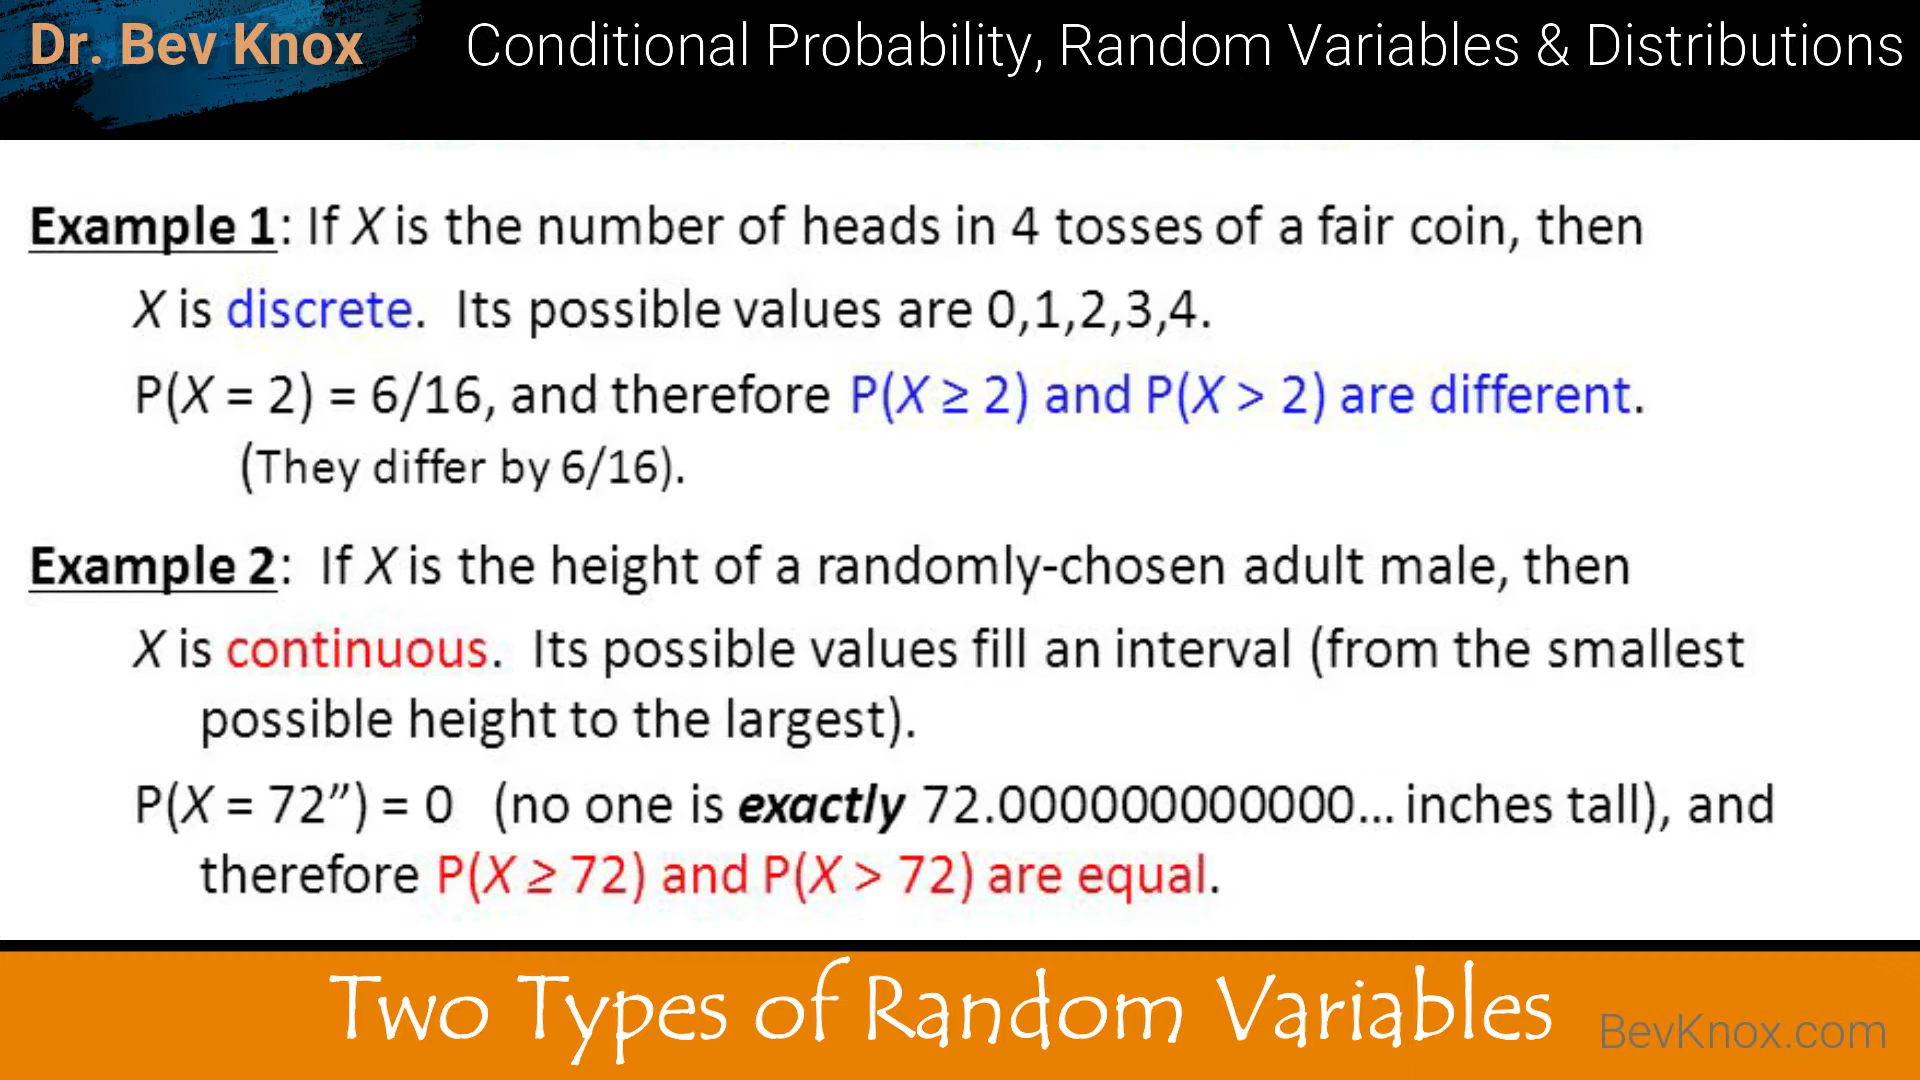 Dr. Bev Knox
Conditional Probability, Random Variables & Distributions
Example 1: If X is the number of heads in 4 tosses of a fair coin, then
X is discrete. Its possible values are 0,1,2,3,4.
P(X = 2) = 6/16, and therefore P(X ≥ 2) and P(X > 2) are different.
(They differ by 6/16).
Example 2: If X is the height of a randomly-chosen adult male, then
X is continuous. Its possible values fill an interval (from the smallest
possible height to the largest).
P(X = 72”) = 0 (no one is exactly 72.000000000000... inches tall), and
therefore P(X ≥ 72) and P(X > 72) are equal.
Two Types of Random Variables
BevKnox.com